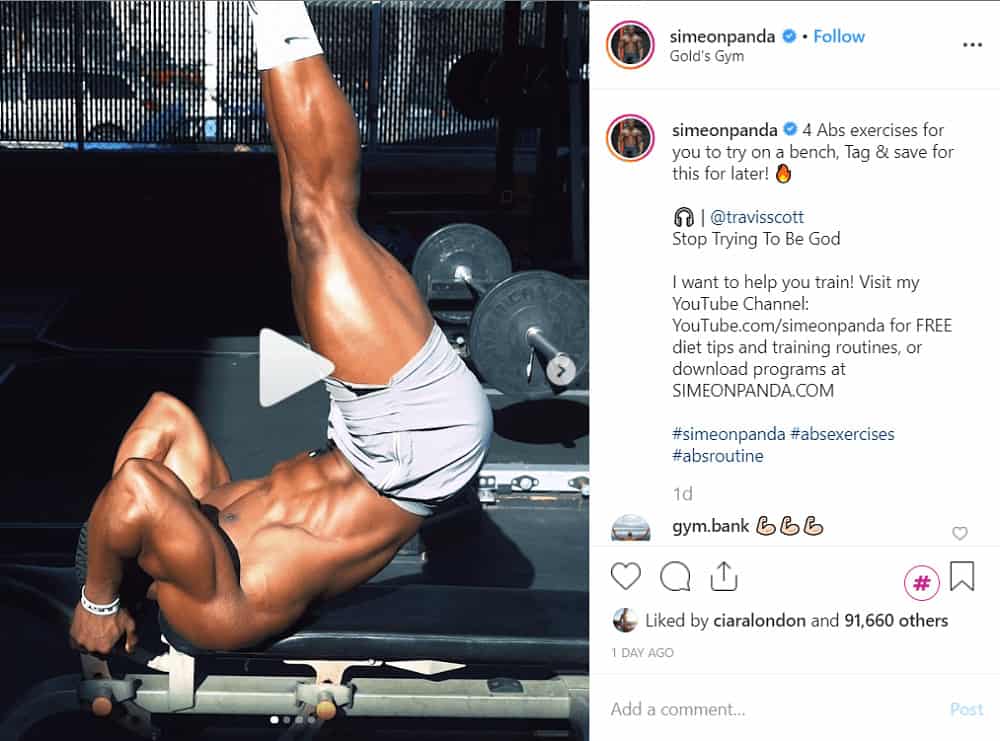 simeonpanda • Follow
Gold's Gym
simeonpanda 4 Abs exercises for
you to try on a bench, Tag & save for
this for later! 🔥
🎧 | @travisscott
Stop Trying To Be God
I want to help you train! Visit my
YouTube Channel:
YouTube.com/simeonpanda for FREE
diet tips and training routines, or
download programs at
SIMEONPANDA.COM
#simeonpanda #absexercises
#absroutine
1d
gym.bank 💪🏻💪🏻💪🏻
#
Liked by ciaralondon and 91,660 others
1 DAY AGO
Add a comment... Post